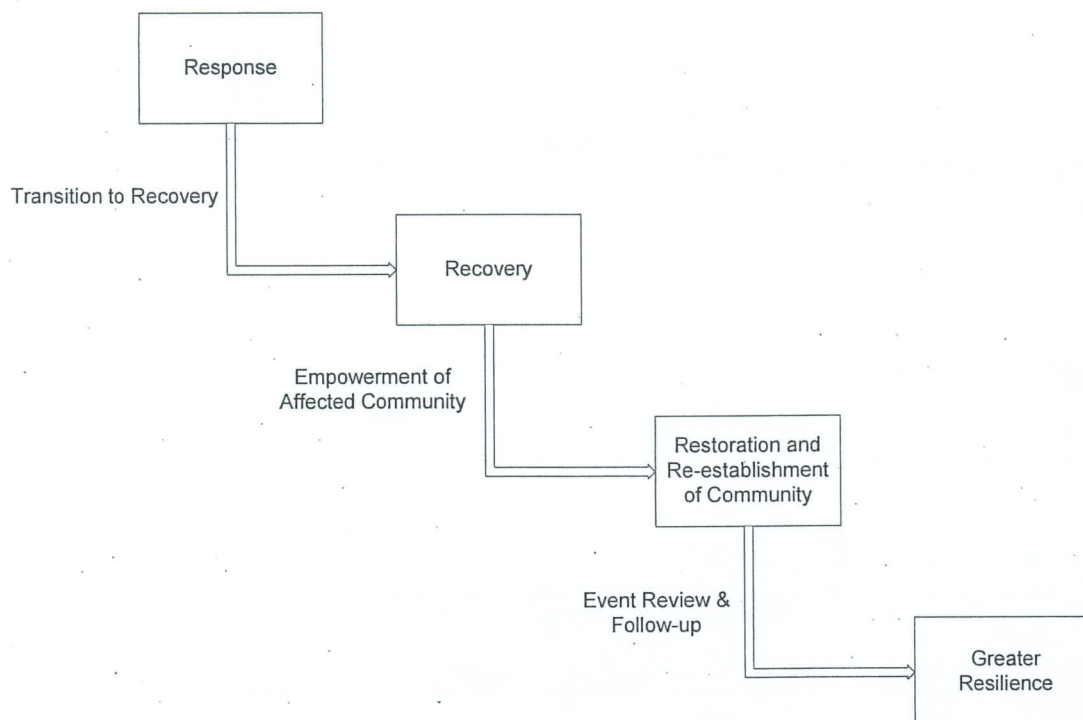 Response
Transition to Recovery
Recovery
Empowerment of
Affected Community
Restoration and
Re-establishment
of Community
Event Review &
Follow-up
Greater
Resilience